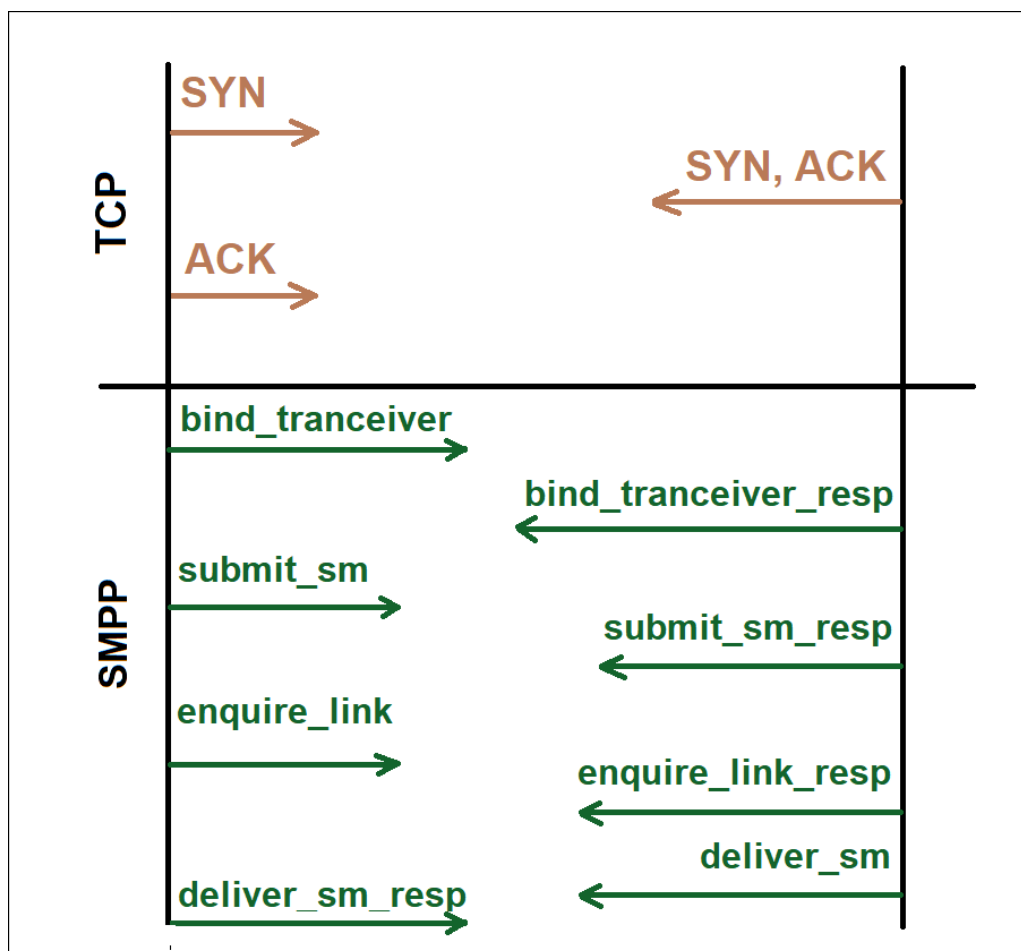 SYN
SYN, ACK
TCP
ACK
bind_tranceiver
bind_tranceiver_resp
submit_sm
submit_sm_resp
SMPP
enquire_link
enquire_link_resp
deliver_sm
deliver_sm_resp